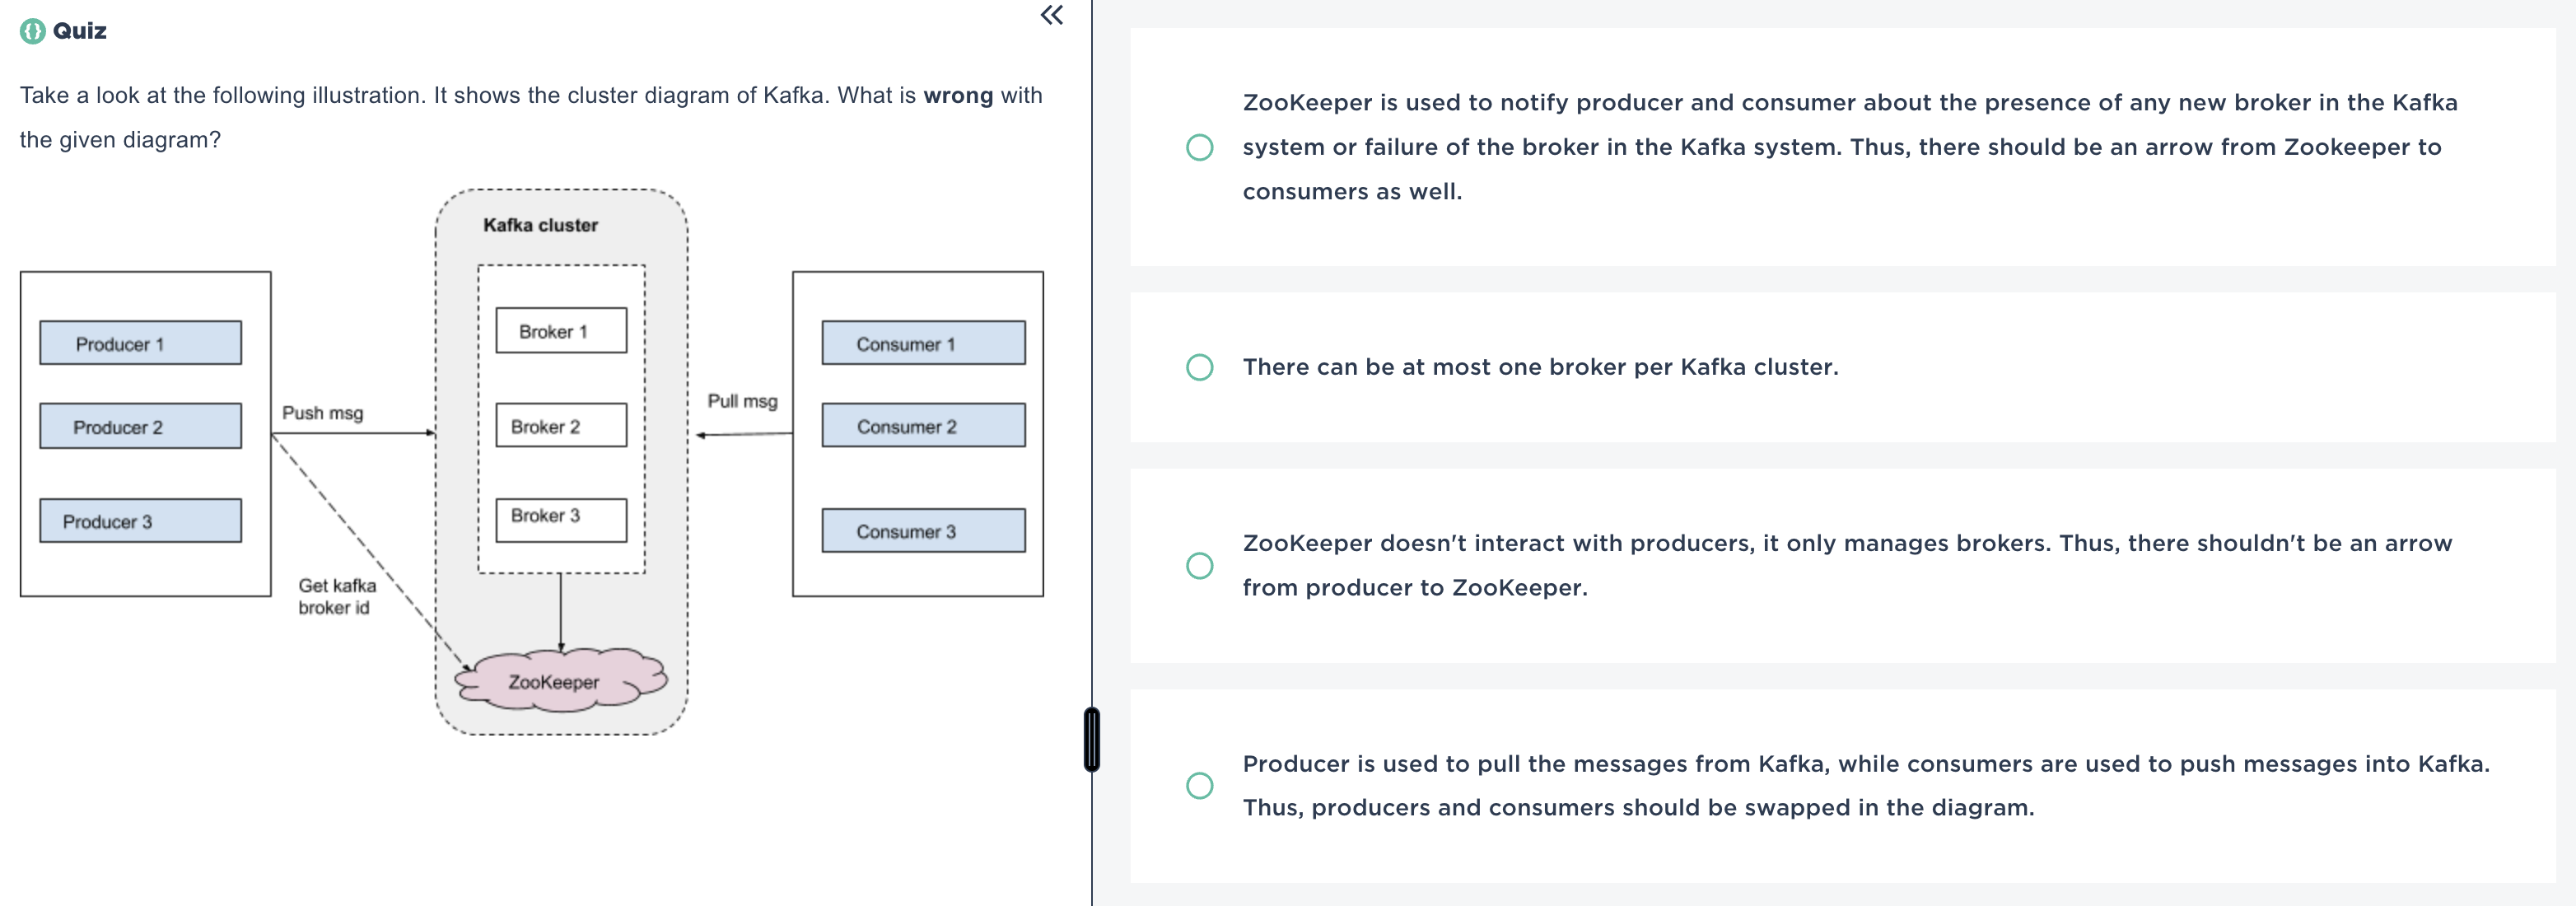 Quiz
Take a look at the following illustration. It shows the cluster diagram of Kafka. What is wrong with
the given diagram?
Kafka cluster
Producer 1
Producer 2
Producer 3
Push msg
Get kafka
broker id
Broker 1
Broker 2
Broker 3
ZooKeeper
Pull msg
Consumer 1
Consumer 2
Consumer 3
ZooKeeper is used to notify producer and consumer about the presence of any new broker in the Kafka
system or failure of the broker in the Kafka system. Thus, there should be an arrow from Zookeeper to
consumers as well.
There can be at most one broker per Kafka cluster.
ZooKeeper doesn't interact with producers, it only manages brokers. Thus, there shouldn't be an arrow
from producer to ZooKeeper.
Producer is used to pull the messages from Kafka, while consumers are used to push messages into Kafka.
Thus, producers and consumers should be swapped in the diagram.